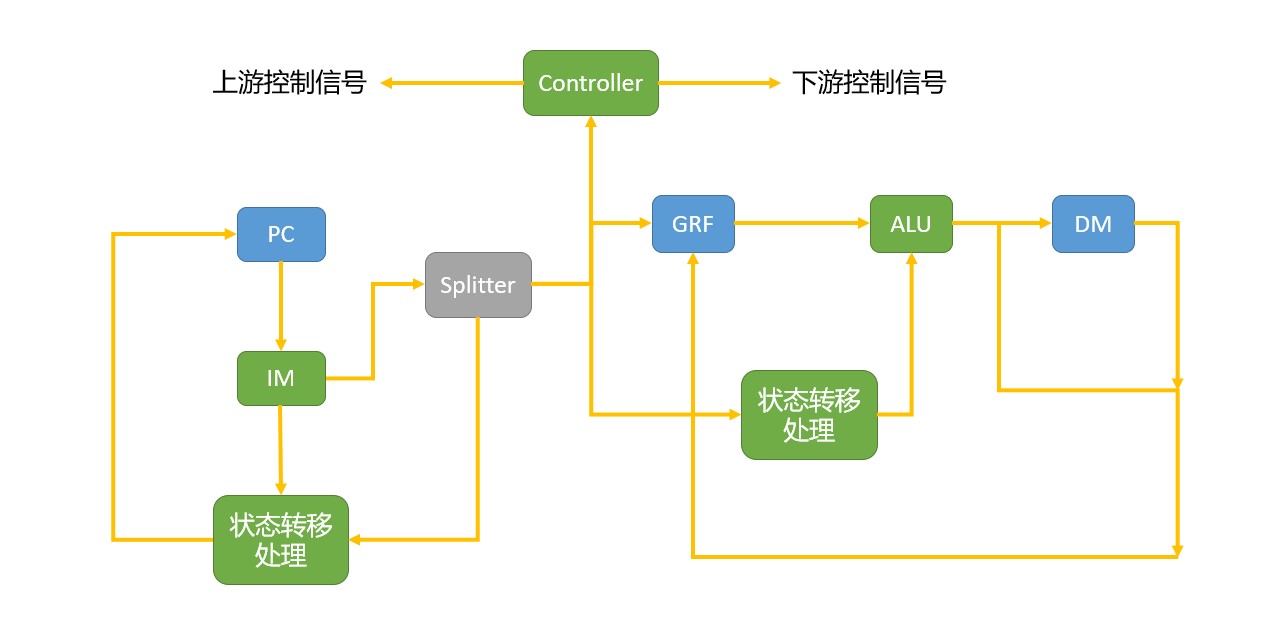 上游控制信号
Controller
下游控制信号
PC
GRF
ALU
DM
Splitter
IM
状态转移
处理
状态转移
处理